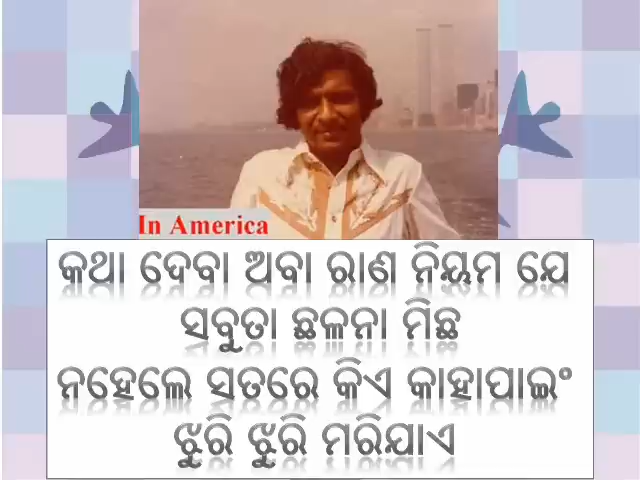 In America
କଥା ଦେବା ଅବା ରାଣ ନିୟମ ଯେ
ସବୁତା ଛଳନା ମିଛ
ନହେଲେ ସତରେ କିଏ କାହାପାଇଂ
ଝୁରି ଝୁରି ମରିଯାଏ